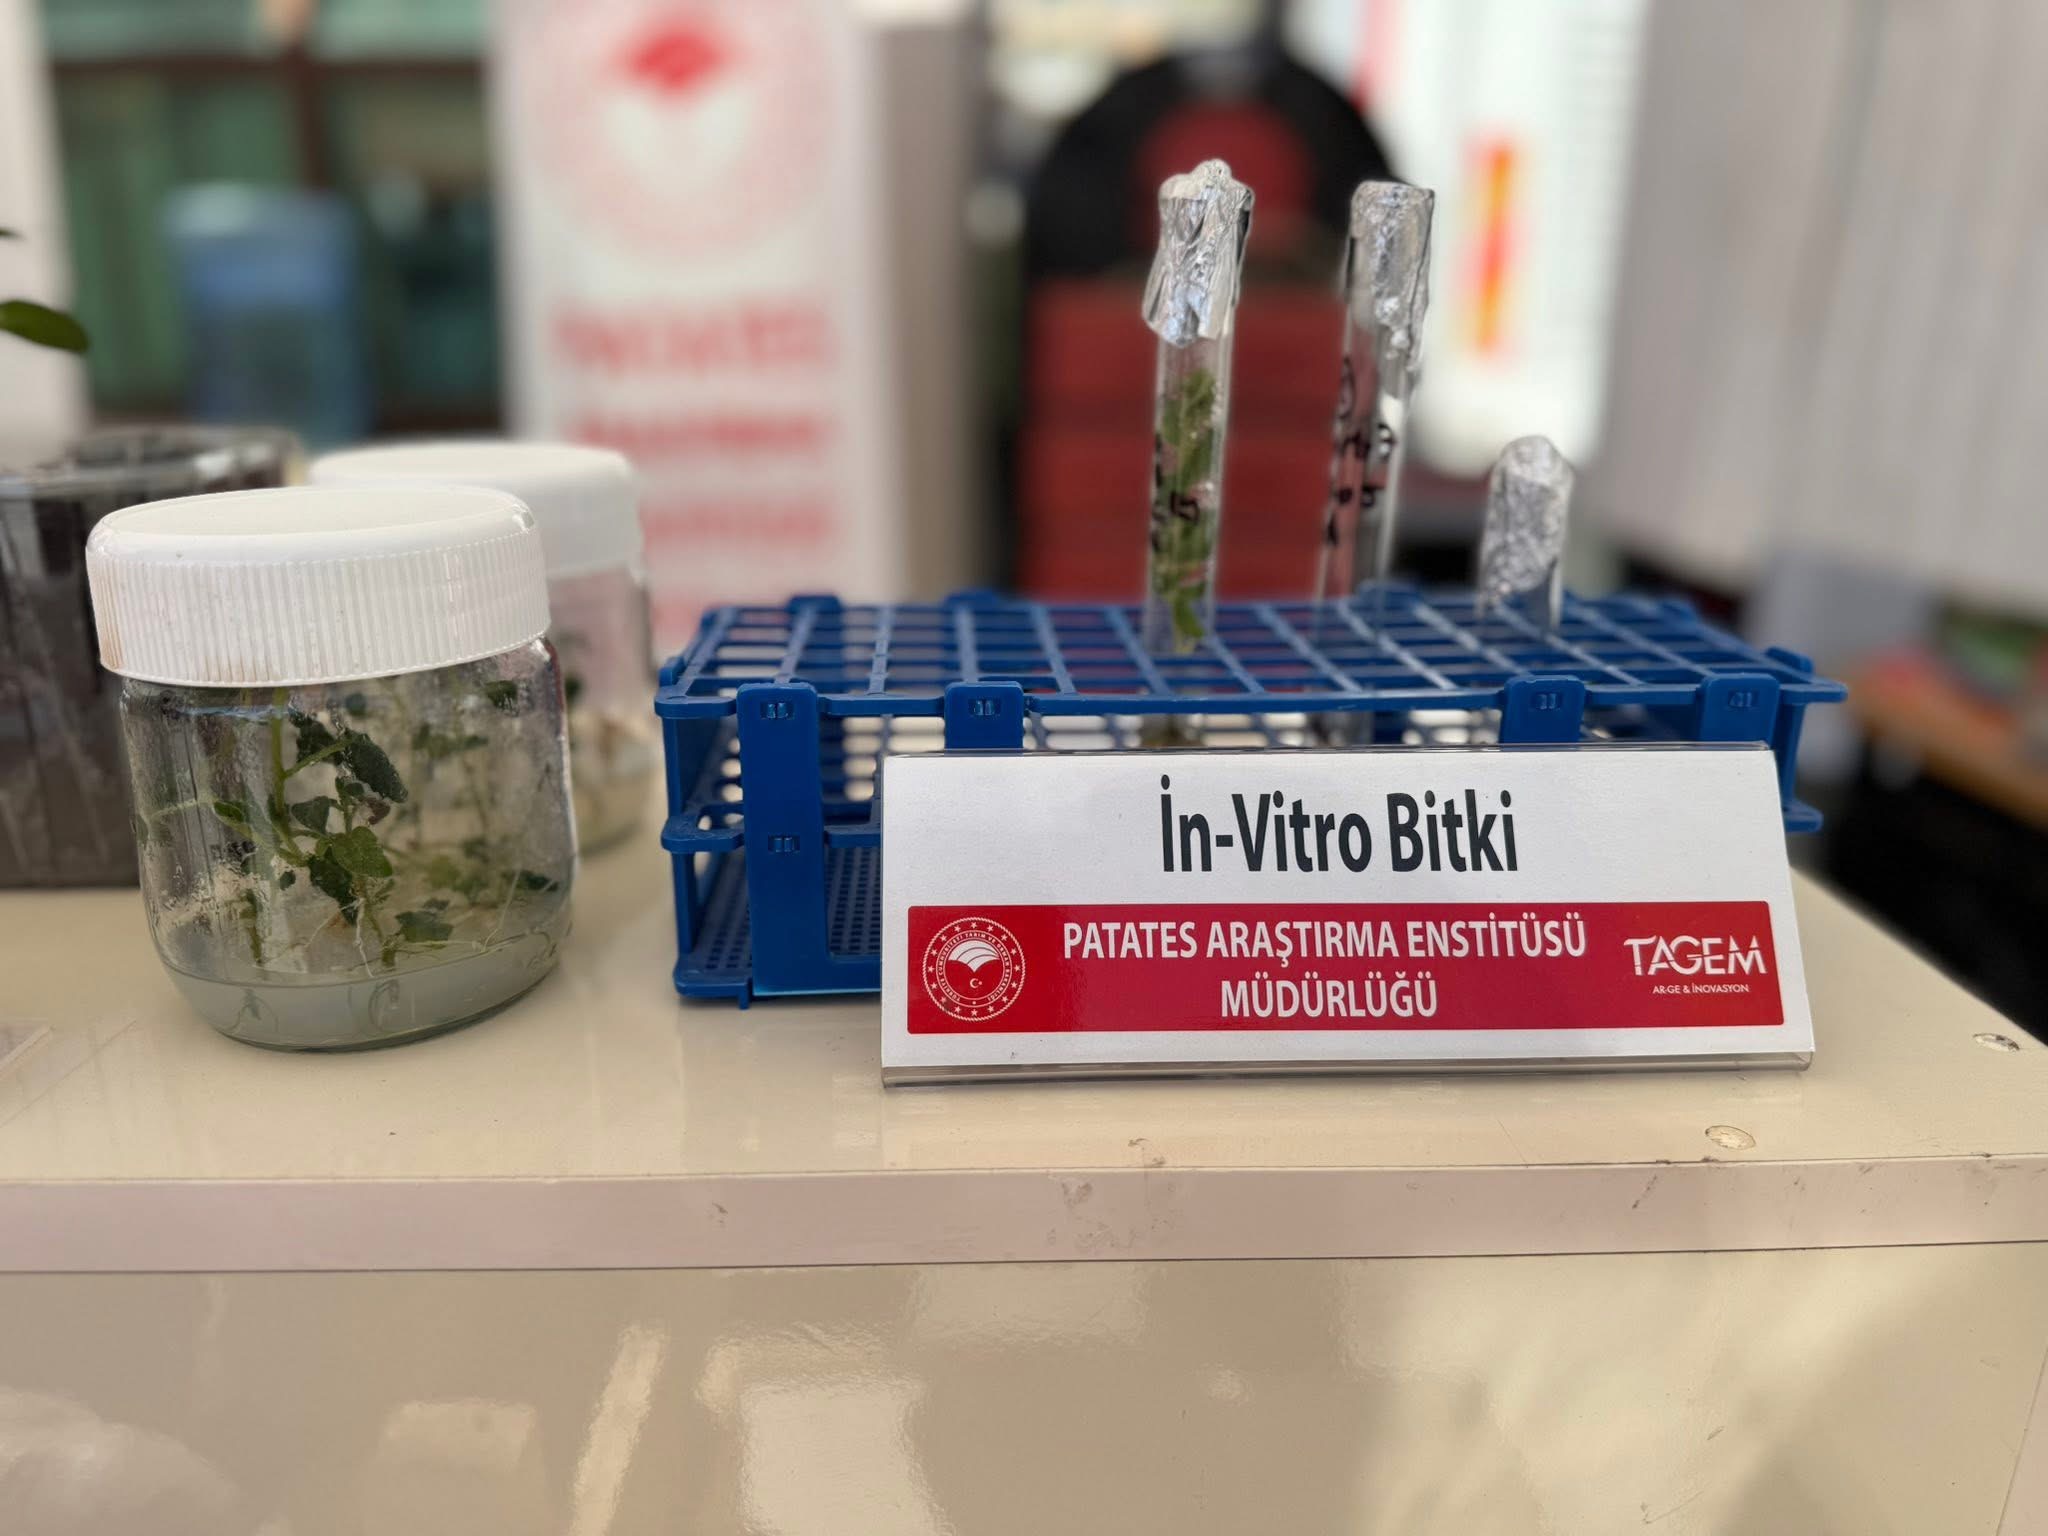 İn-Vitro Bitki
PATATES ARAŞTIRMA ENSTİTÜSÜ
MÜDÜRLÜĞÜ
TAGEM
AR-GE & İNOVASYON